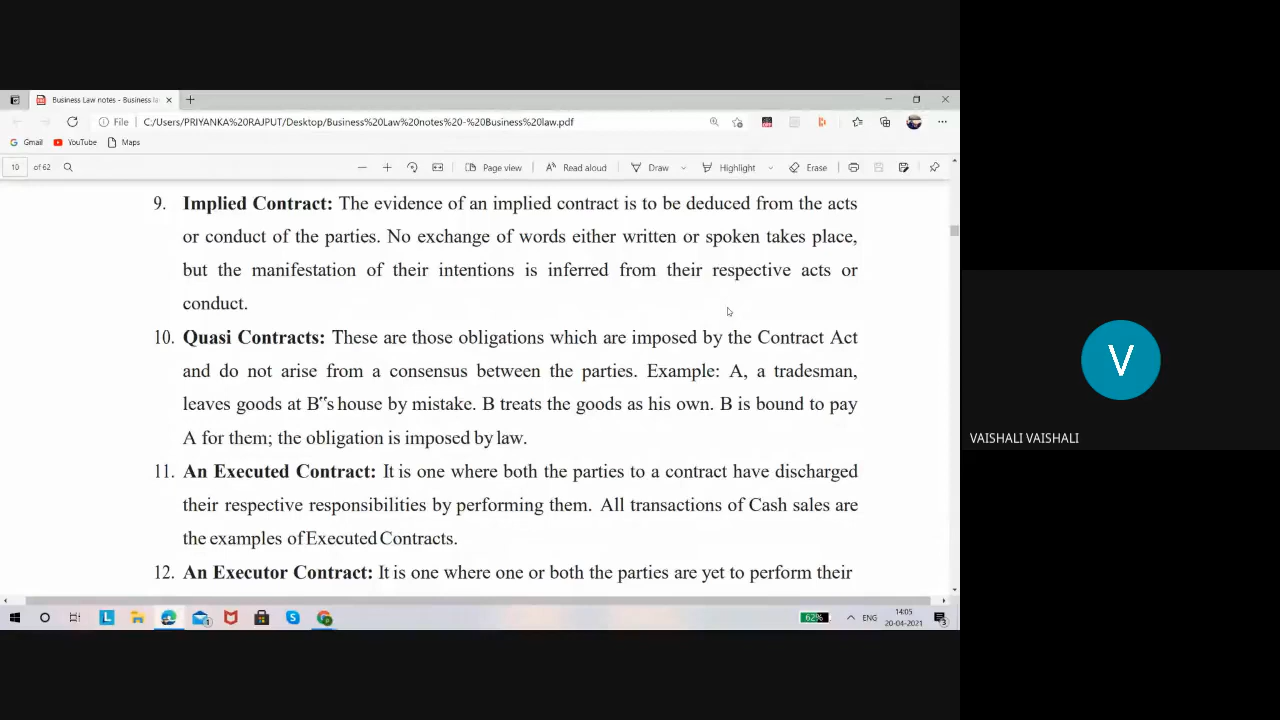 Business Law notes - Business la
File C:/Users/PRIYANKA%20RAJPUT/Desktop/Business%20Law%20notes%20-%20Business%20law.pdf
Gmail YouTube Maps
10 of 62 Page view Read aloud Draw Highlight Erase
9. Implied Contract: The evidence of an implied contract is to be deduced from the acts
or conduct of the parties. No exchange of words either written or spoken takes place,
but the manifestation of their intentions is inferred from their respective acts or
conduct.
10. Quasi Contracts: These are those obligations which are imposed by the Contract Act
and do not arise from a consensus between the parties. Example: A, a tradesman,
leaves goods at B‟s house by mistake. B treats the goods as his own. B is bound to pay
A for them; the obligation is imposed by law.
11. An Executed Contract: It is one where both the parties to a contract have discharged
their respective responsibilities by performing them. All transactions of Cash sales are
the examples of Executed Contracts.
12. An Executor Contract: It is one where one or both the parties are yet to perform their
V
VAISHALI VAISHALI
L S 62% ENG 14:05
20-04-2021 3